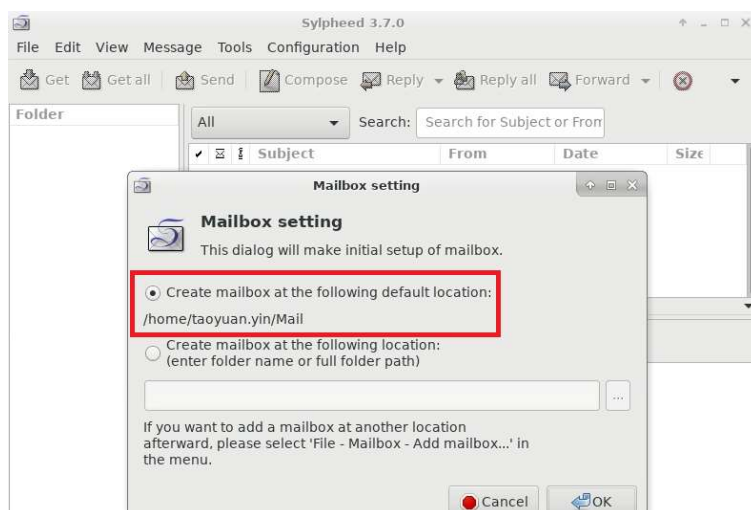 Sylpheed 3.7.0
File Edit View Message Tools Configuration Help
Get Get all Send Compose Reply Reply all Forward
Folder
All Search: Search for Subject or From
Subject From Date Size
Mailbox setting
Mailbox setting
This dialog will make initial setup of mailbox.
Create mailbox at the following default location:
/home/taoyuan.yin/Mail
Create mailbox at the following location:
(enter folder name or full folder path)
...
If you want to add a mailbox at another location
afterward, please select 'File - Mailbox - Add mailbox...' in
the menu.
Cancel OK